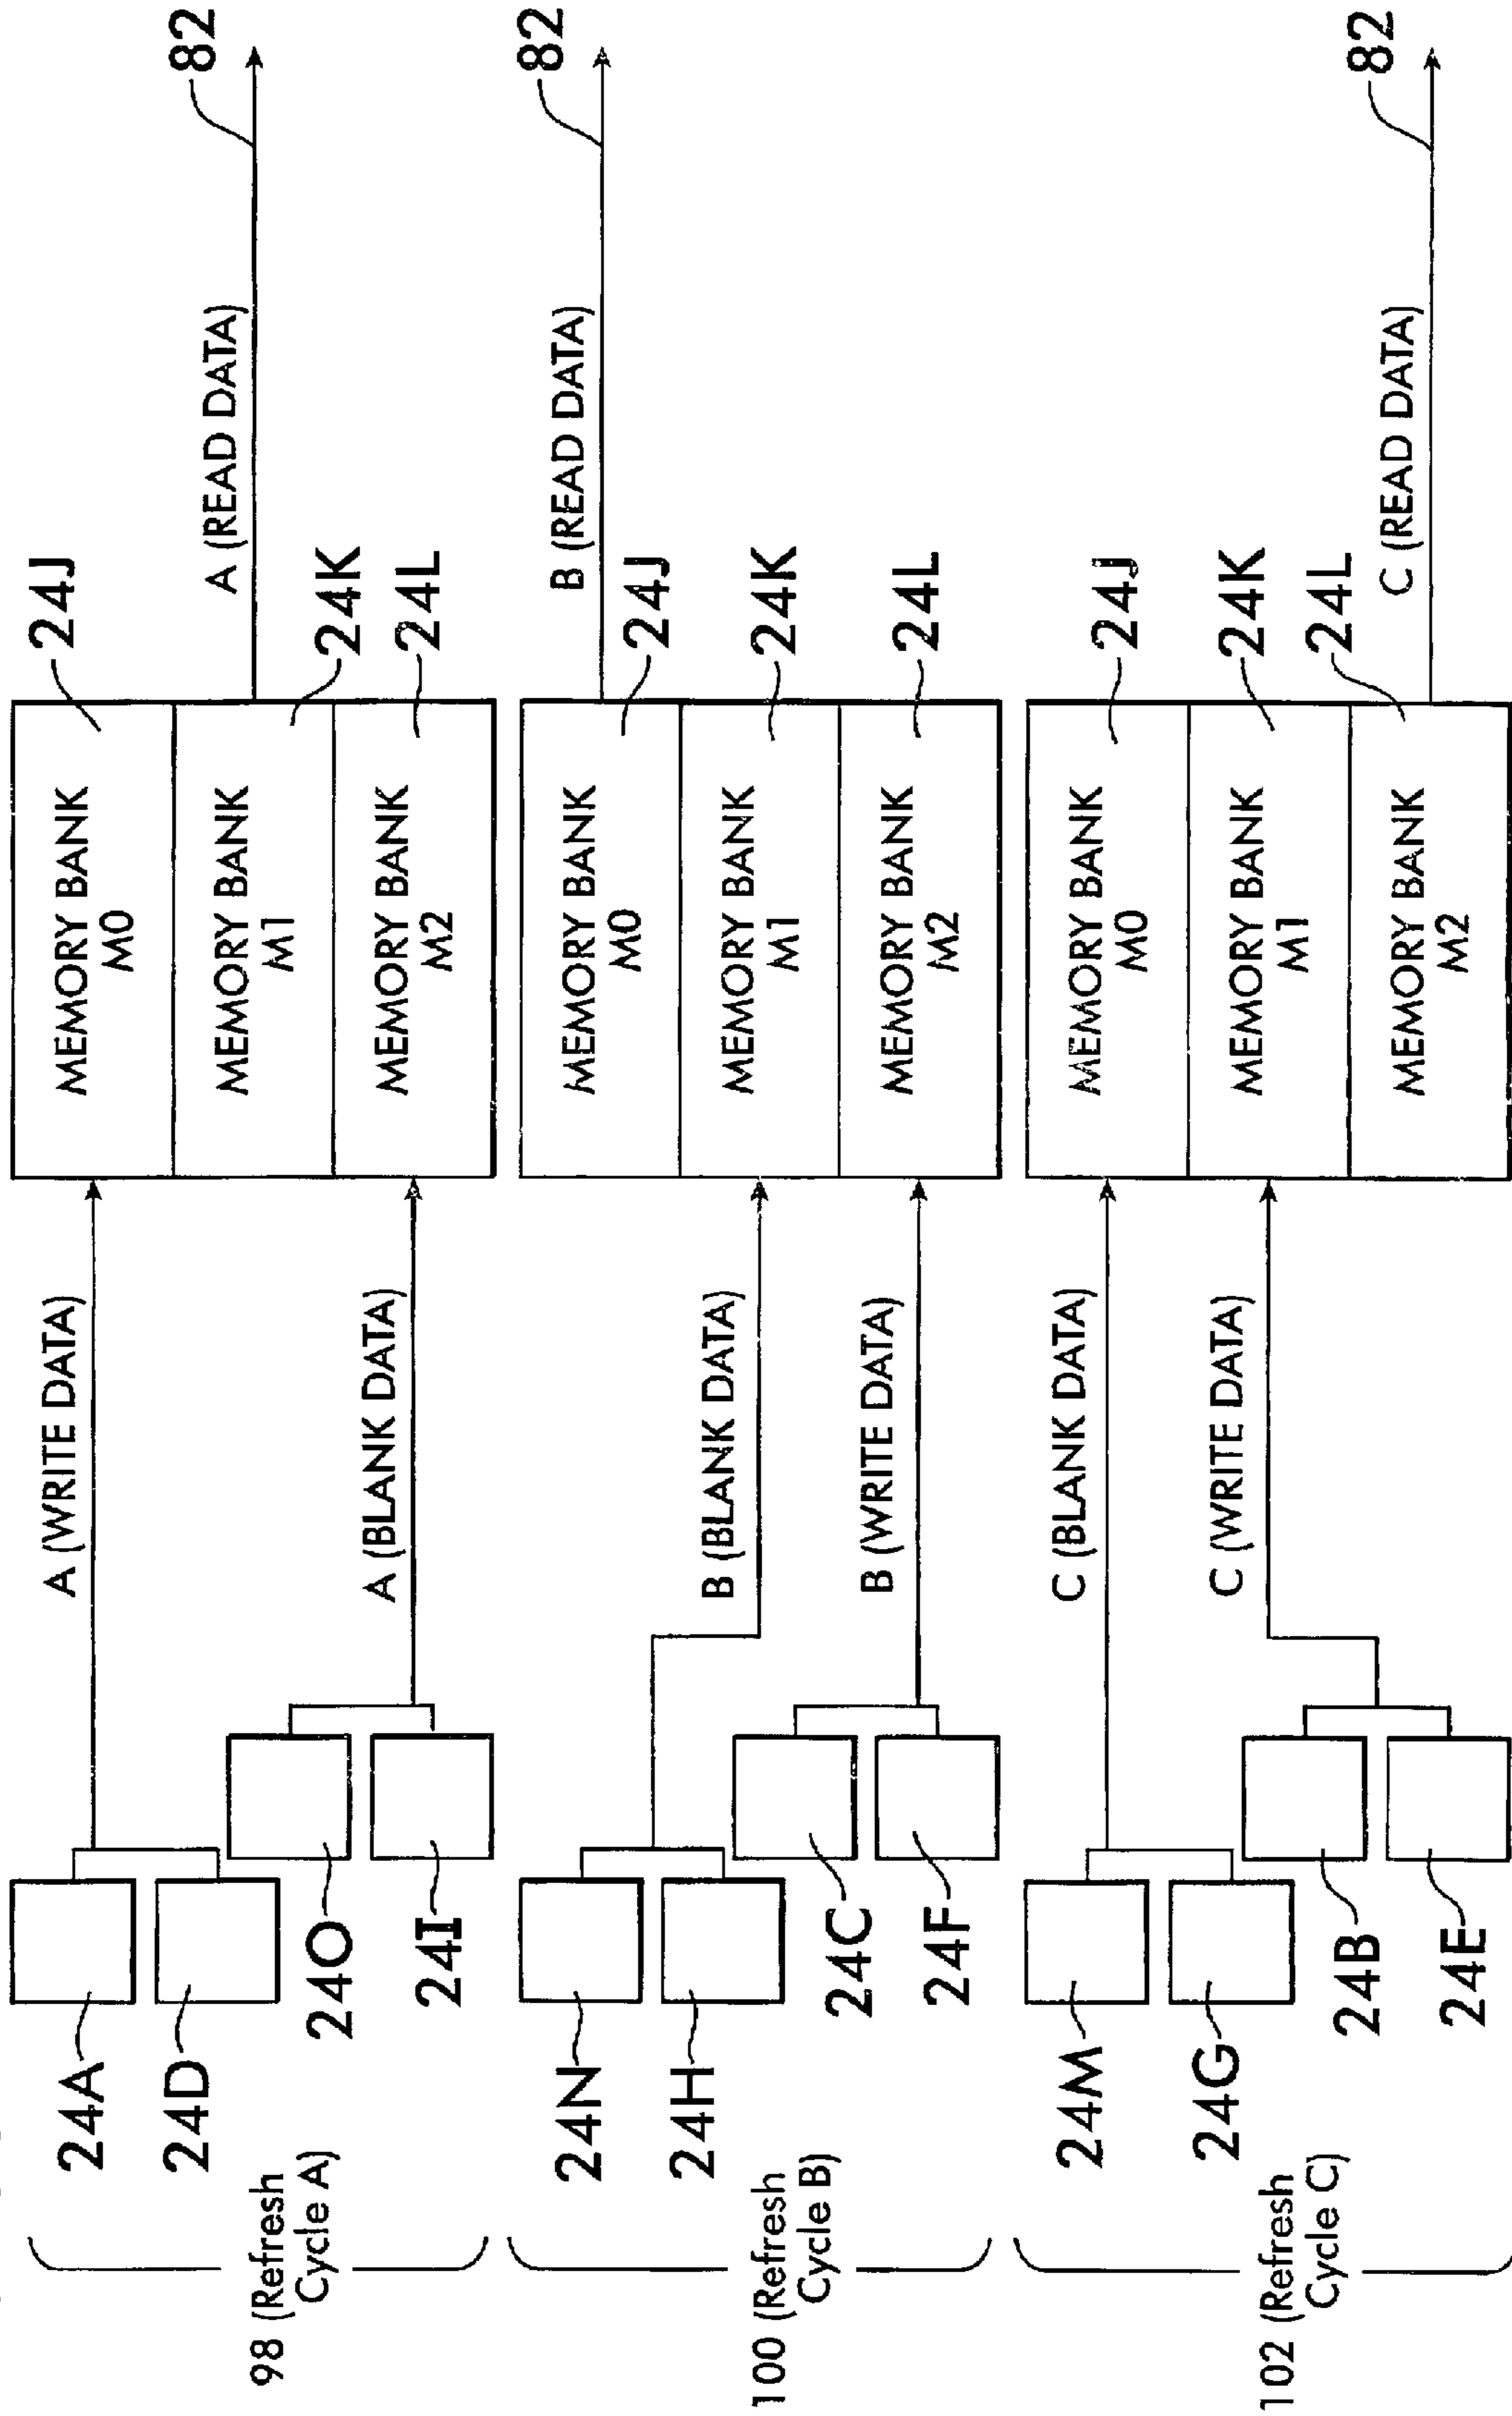 98 (Refresh
Cycle A)
24A
24D
24O
24I
A (WRITE DATA)
A (BLANK DATA)
MEMORY BANK
M0
MEMORY BANK
M1
MEMORY BANK
M2
24J
24K
24L
A (READ DATA)
82
100 (Refresh
Cycle B)
24N
24H
24C
24F
B (BLANK DATA)
B (WRITE DATA)
MEMORY BANK
M0
MEMORY BANK
M1
MEMORY BANK
M2
24J
24K
24L
B (READ DATA)
82
102 (Refresh
Cycle C)
24M
24G
24B
24E
C (BLANK DATA)
C (WRITE DATA)
MEMORY BANK
M0
MEMORY BANK
M1
MEMORY BANK
M2
24J
24K
24L
C (READ DATA)
82